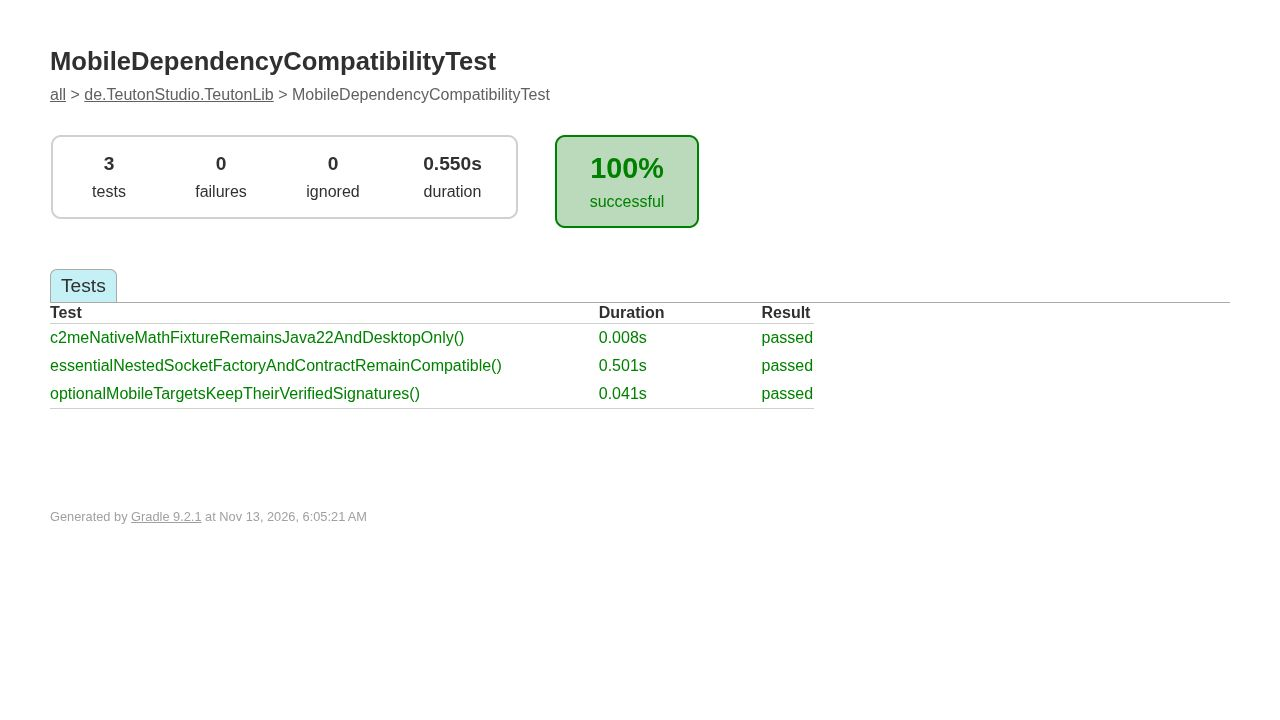 MobileDependencyCompatibilityTest
all > de.TeutonStudio.TeutonLib > MobileDependencyCompatibilityTest
3 0 0 0.550s
tests failures ignored duration
100%
successful
Tests
Test Duration Result
c2meNativeMathFixtureRemainsJava22AndDesktopOnly() 0.008s passed
essentialNestedSocketFactoryAndContractRemainCompatible() 0.501s passed
optionalMobileTargetsKeepTheirVerifiedSignatures() 0.041s passed
Generated by Gradle 9.2.1 at Nov 13, 2026, 6:05:21 AM